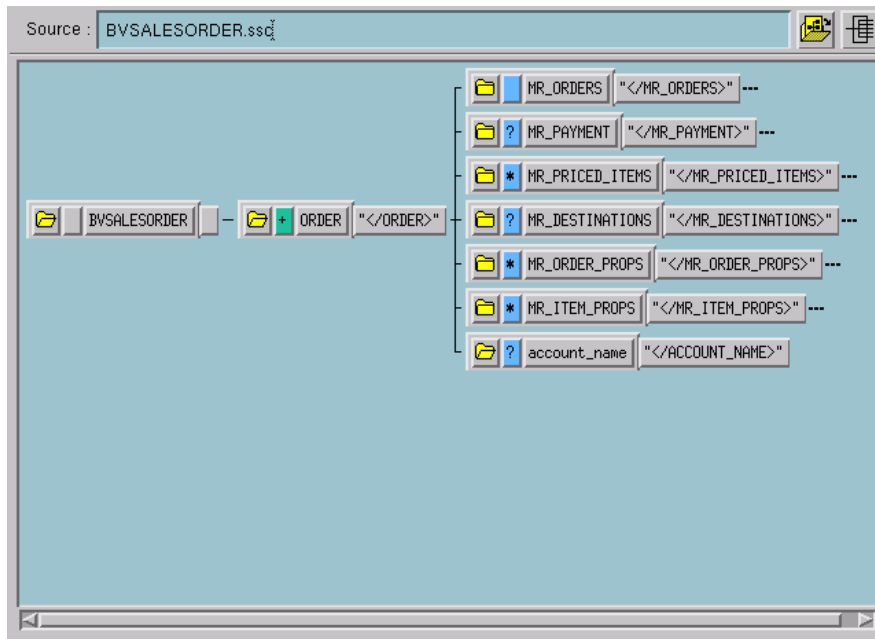 Source : BVSALESORDER.ssc
MR_ORDERS "</MR_ORDERS>" ---
? MR_PAYMENT "</MR_PAYMENT>" ---
* MR_PRICED_ITEMS "</MR_PRICED_ITEMS>" ---
BVSALESORDER + ORDER "</ORDER>" ? MR_DESTINATIONS "</MR_DESTINATIONS>" ---
* MR_ORDER_PROPS "</MR_ORDER_PROPS>" ---
* MR_ITEM_PROPS "</MR_ITEM_PROPS>" ---
? account_name "</ACCOUNT_NAME>"